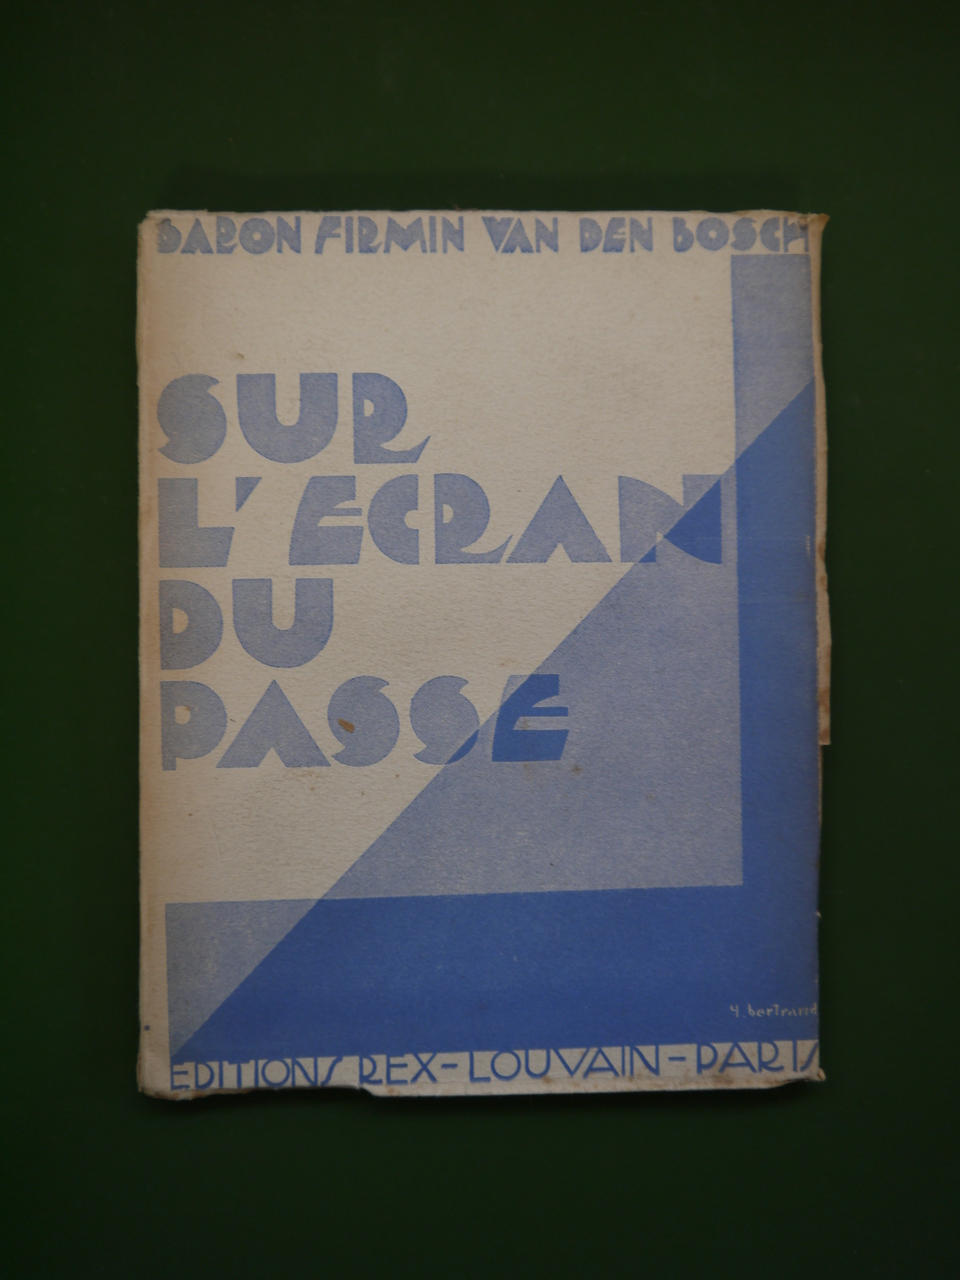 BARON FIRMIN VAN DEN BOSCH
SUR
L'ECRAN
DU
PASSE
y. bertrand
EDITIONS REX-LOUVAIN-PARIS